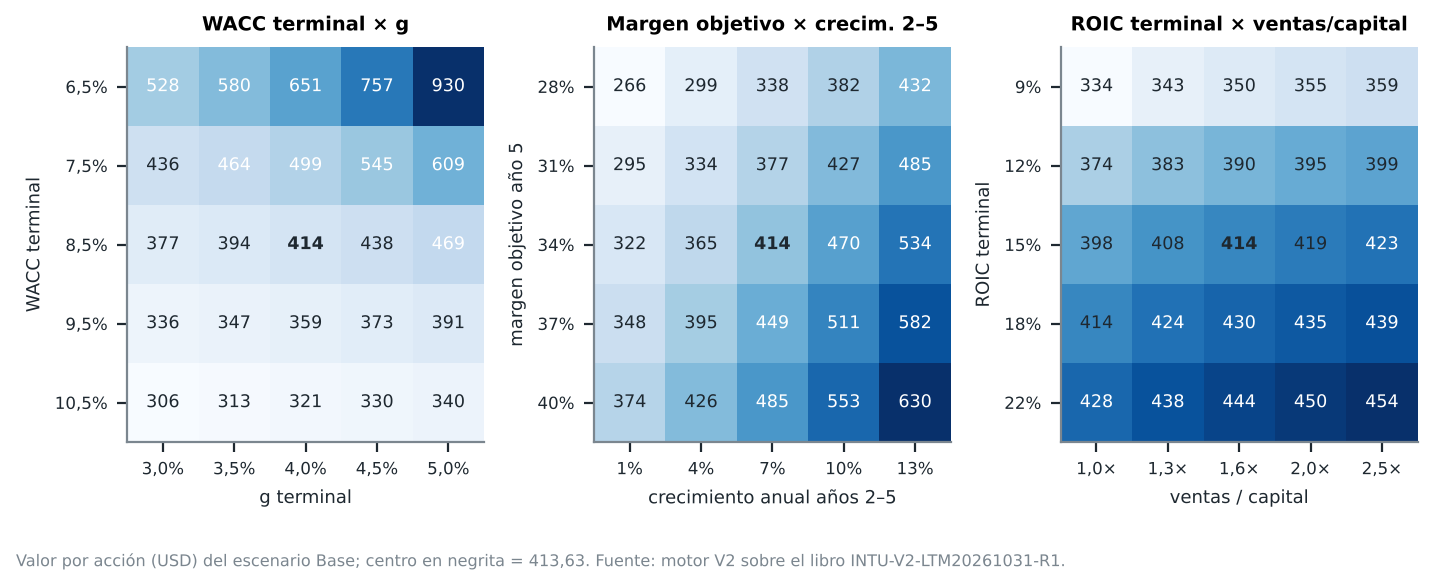 WACC terminal × g
Margen objetivo × crecim. 2–5
ROIC terminal × ventas/capital
WACC terminal
6,5% 528 580 651 757 930
7,5% 436 464 499 545 609
8,5% 377 394 414 438 469
9,5% 336 347 359 373 391
10,5% 306 313 321 330 340
3,0% 3,5% 4,0% 4,5% 5,0%
g terminal
margen objetivo año 5
28% 266 299 338 382 432
31% 295 334 377 427 485
34% 322 365 414 470 534
37% 348 395 449 511 582
40% 374 426 485 553 630
1% 4% 7% 10% 13%
crecimiento anual años 2–5
ROIC terminal
9% 334 343 350 355 359
12% 374 383 390 395 399
15% 398 408 414 419 423
18% 414 424 430 435 439
22% 428 438 444 450 454
1,0× 1,3× 1,6× 2,0× 2,5×
ventas / capital
Valor por acción (USD) del escenario Base; centro en negrita = 413,63. Fuente: motor V2 sobre el libro INTU-V2-LTM20261031-R1.